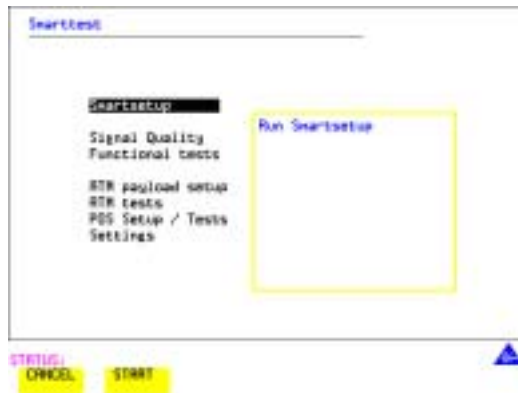 Smarttest
Smartsetup
Run Smartsetup
Signal Quality
Functional tests
ATM payload setup
ATM tests
POS Setup / Tests
Settings
STATUS:
CANCEL START